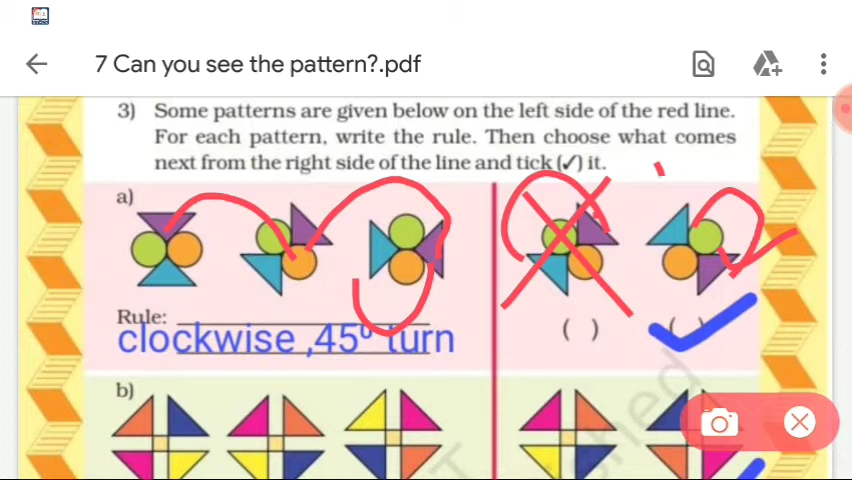 7 Can you see the pattern?.pdf
3) Some patterns are given below on the left side of the red line.
For each pattern, write the rule. Then choose what comes
next from the right side of the line and tick (✓) it.
a)
Rule:
clockwise ,45° turn
( )
( )
b)